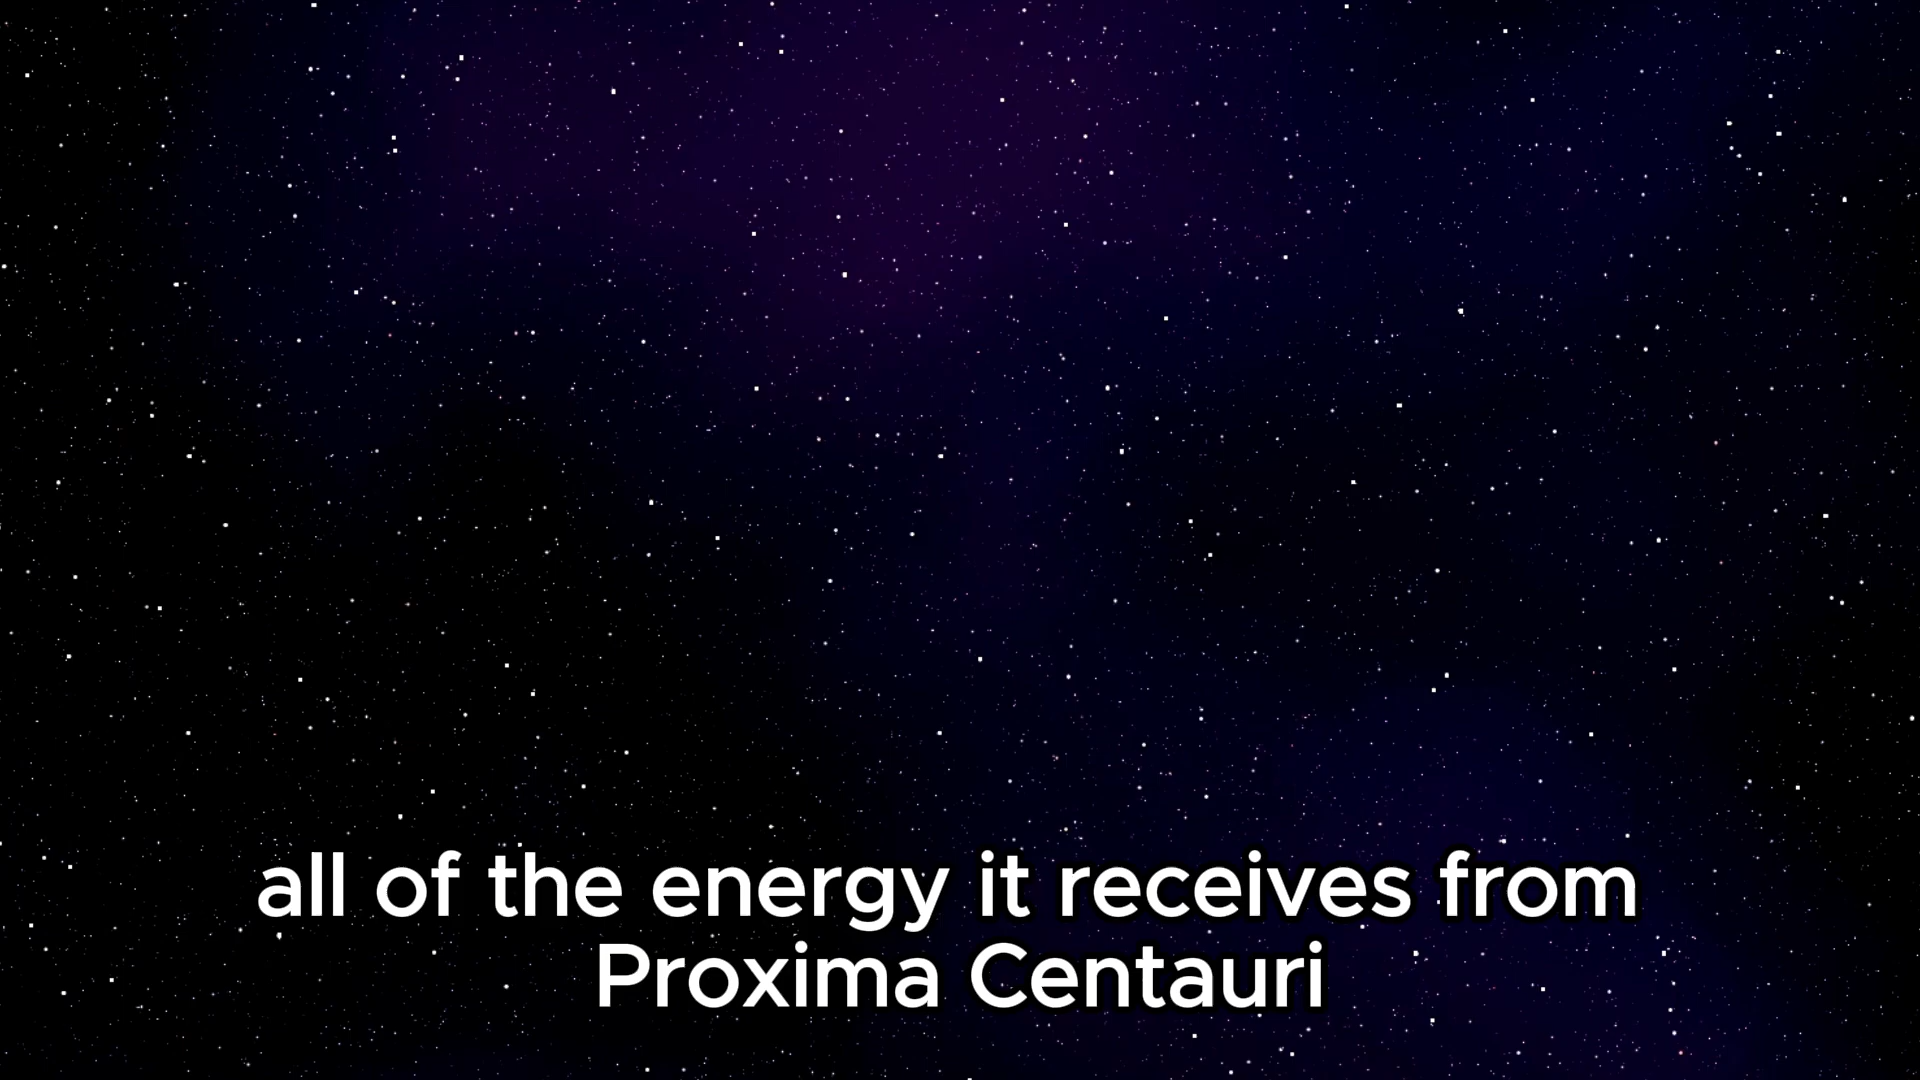 all of the energy it receives from
Proxima Centauri